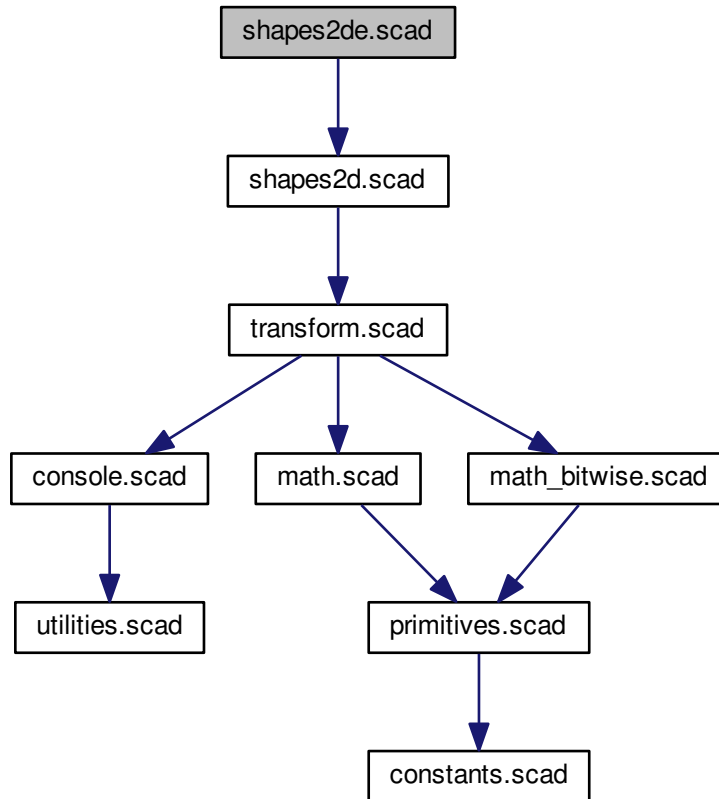 shapes2de.scad
shapes2d.scad
transform.scad
console.scad
math.scad
math_bitwise.scad
utilities.scad
primitives.scad
constants.scad